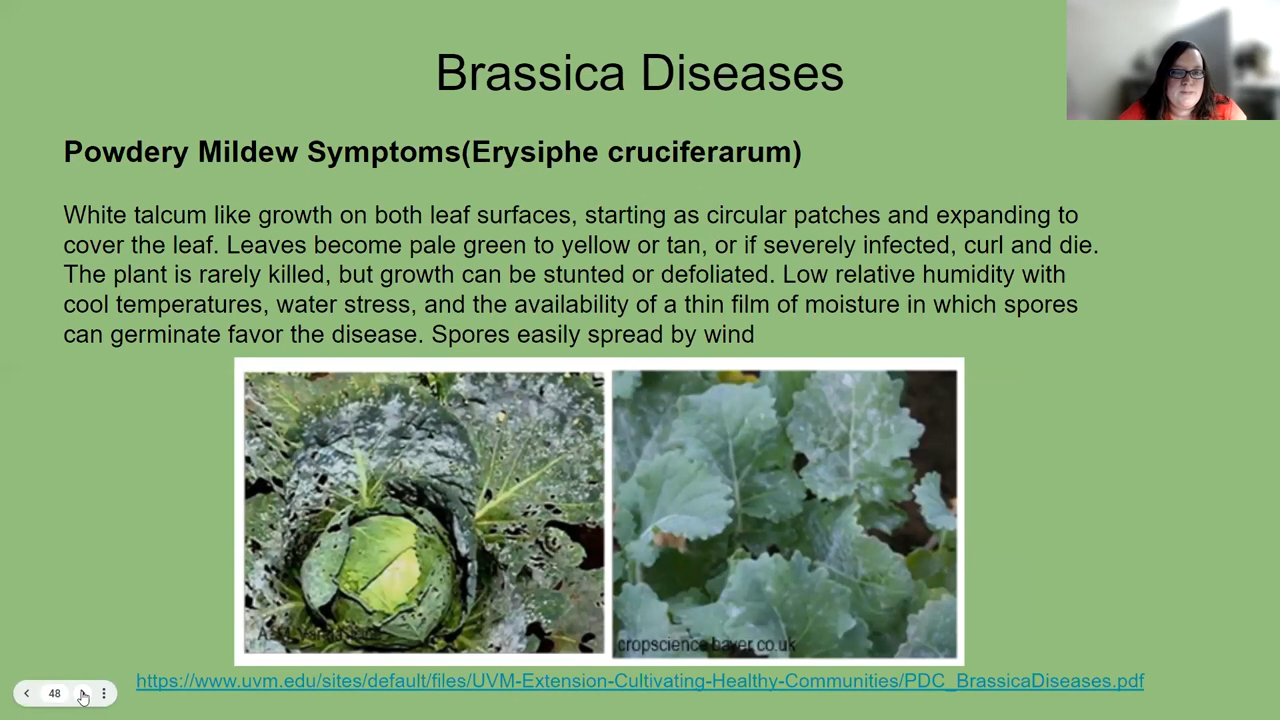 Brassica Diseases
Powdery Mildew Symptoms(Erysiphe cruciferarum)
White talcum like growth on both leaf surfaces, starting as circular patches and expanding to
cover the leaf. Leaves become pale green to yellow or tan, or if severely infected, curl and die.
The plant is rarely killed, but growth can be stunted or defoliated. Low relative humidity with
cool temperatures, water stress, and the availability of a thin film of moisture in which spores
can germinate favor the disease. Spores easily spread by wind
cropscience.bayer.co.uk
https://www.uvm.edu/sites/default/files/UVM-Extension-Cultivating-Healthy-Communities/PDC_BrassicaDiseases.pdf
48